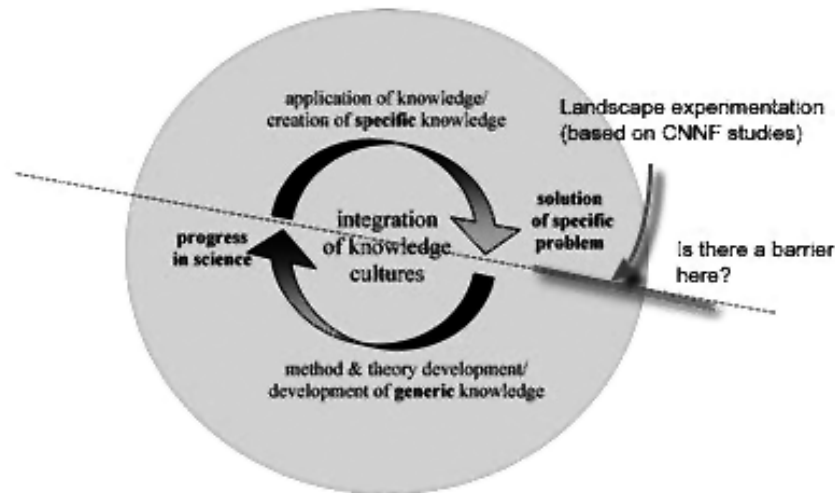 application of knowledge/
creation of specific knowledge
Landscape experimentation
(based on CNNF studies)
solution
of specific
problem
integration
of knowledge
cultures
progress
in science
Is there a barrier
here?
method & theory development/
development of generic knowledge